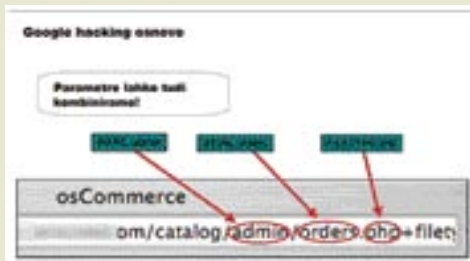 Google hacking osnove
Parametre lahko tudi
kombiniramo!
osCommerce
om/catalog/admin/orders.php+filety